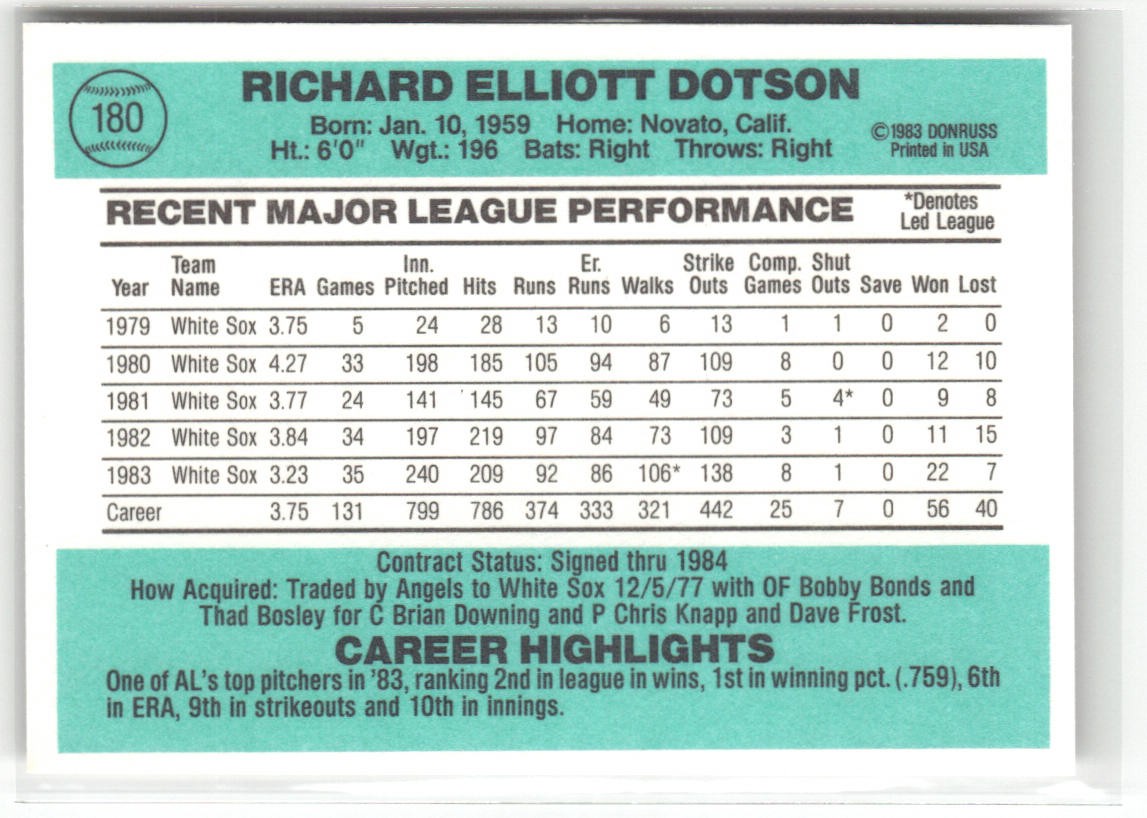 180
RICHARD ELLIOTT DOTSON
Born: Jan. 10, 1959 Home: Novato, Calif.
Ht.: 6'0" Wgt.: 196 Bats: Right Throws: Right
©1983 DONRUSS
Printed in USA
RECENT MAJOR LEAGUE PERFORMANCE
*Denotes
Led League
Team Inn. Er. Strike Comp. Shut
Year Name ERA Games Pitched Hits Runs Runs Walks Outs Games Outs Save Won Lost
1979 White Sox 3.75 5 24 28 13 10 6 13 1 1 0 2 0
1980 White Sox 4.27 33 198 185 105 94 87 109 8 0 0 12 10
1981 White Sox 3.77 24 141 145 67 59 49 73 5 4* 0 9 8
1982 White Sox 3.84 34 197 219 97 84 73 109 3 1 0 11 15
1983 White Sox 3.23 35 240 209 92 86 106* 138 8 1 0 22 7
Career 3.75 131 799 786 374 333 321 442 25 7 0 56 40
Contract Status: Signed thru 1984
How Acquired: Traded by Angels to White Sox 12/5/77 with OF Bobby Bonds and
Thad Bosley for C Brian Downing and P Chris Knapp and Dave Frost.
CAREER HIGHLIGHTS
One of AL's top pitchers in '83, ranking 2nd in league in wins, 1st in winning pct. (.759), 6th
in ERA, 9th in strikeouts and 10th in innings.